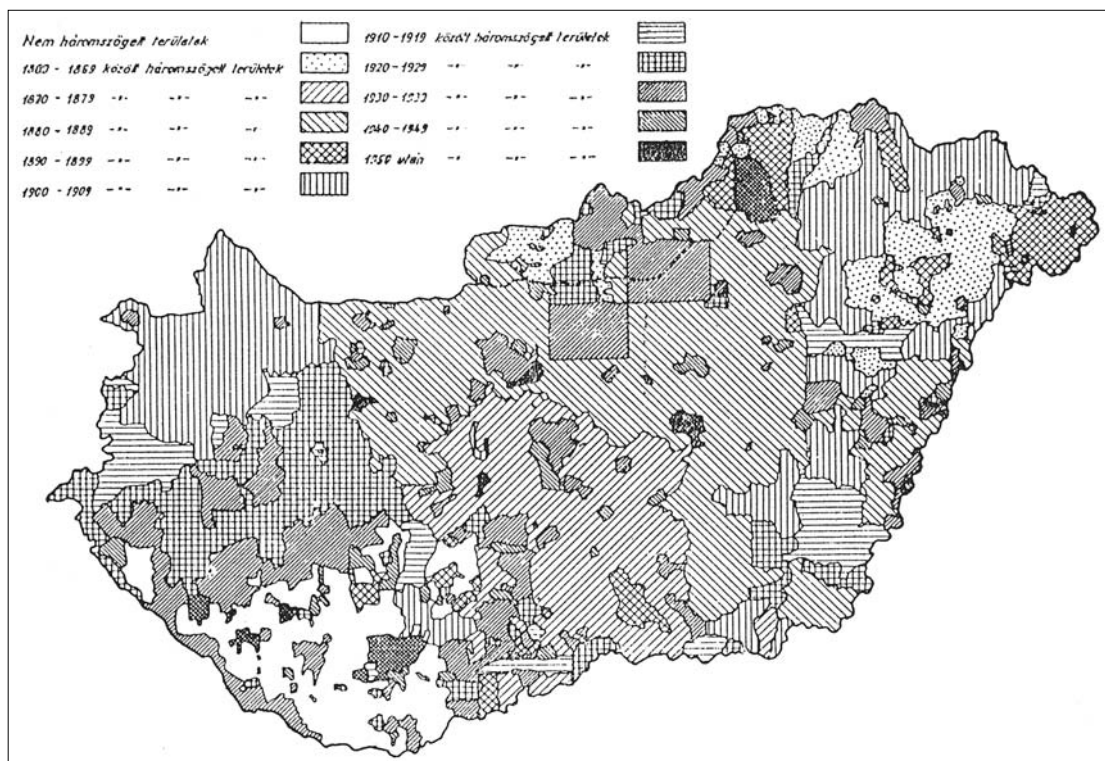 Nem háromszögelt területek
1800 - 1869 között háromszögelt területek
1870 - 1879 -"- -"- -"-
1880 - 1889 -"- -"- -"-
1890 - 1899 -"- -"- -"-
1900 - 1909 -"- -"- -"-
1910 - 1919 között háromszögelt területek
1920 - 1929 -"- -"- -"-
1930 - 1939 -"- -"- -"-
1940 - 1949 -"- -"- -"-
1950 után -"- -"- -"-